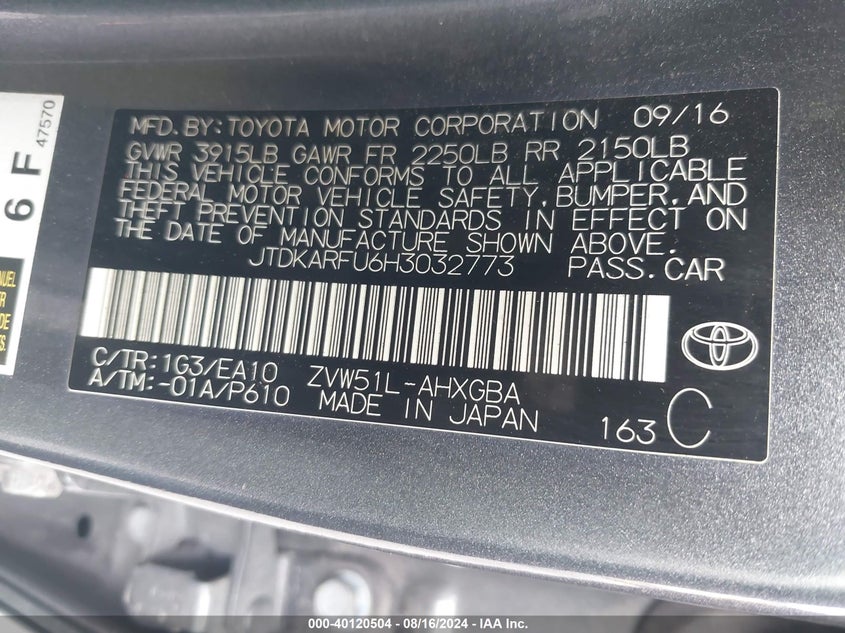 6 F
47570
NUEL
ER
DE
S.
MFD.BY:TOYOTA MOTOR CORPORATION 09/16
GVWR 3915LB GAWR FR 2250LB RR 2150LB
THIS VEHICLE CONFORMS TO ALL APPLICABLE
FEDERAL MOTOR VEHICLE SAFETY,BUMPER,AND
THEFT PREVENTION STANDARDS IN EFFECT ON
THE DATE OF MANUFACTURE SHOWN ABOVE.
JTDKARFU6H3032773 PASS.CAR
C/TR:1G3/EA10 ZVW51L-AHXGBA
A/TM:-01A/P610 MADE IN JAPAN
163 C
000-40120504 - 08/16/2024 - IAA Inc.